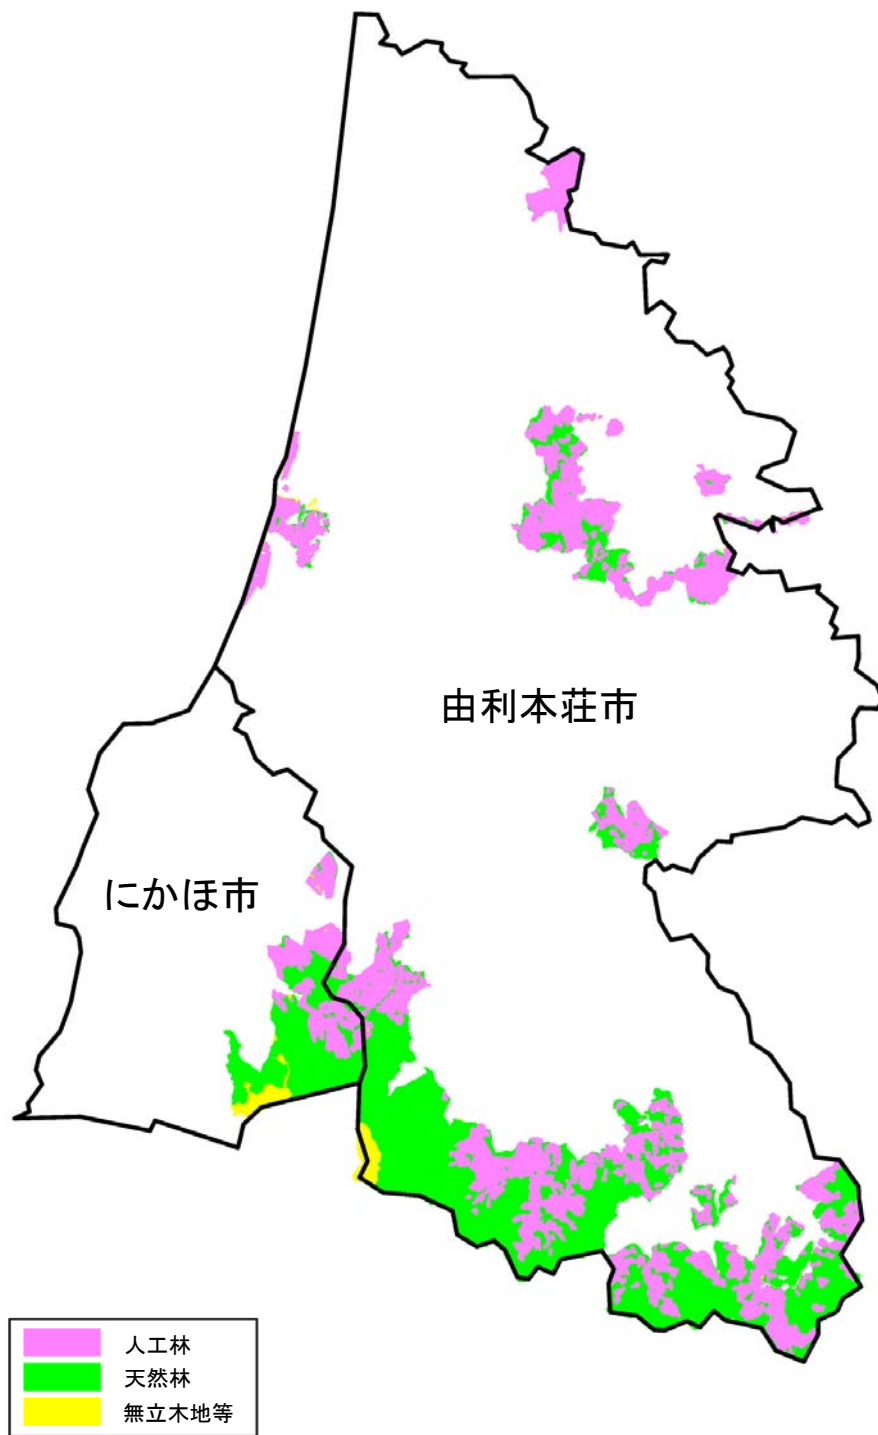 由利本荘市
にかほ市
人工林
天然林
無立木地等